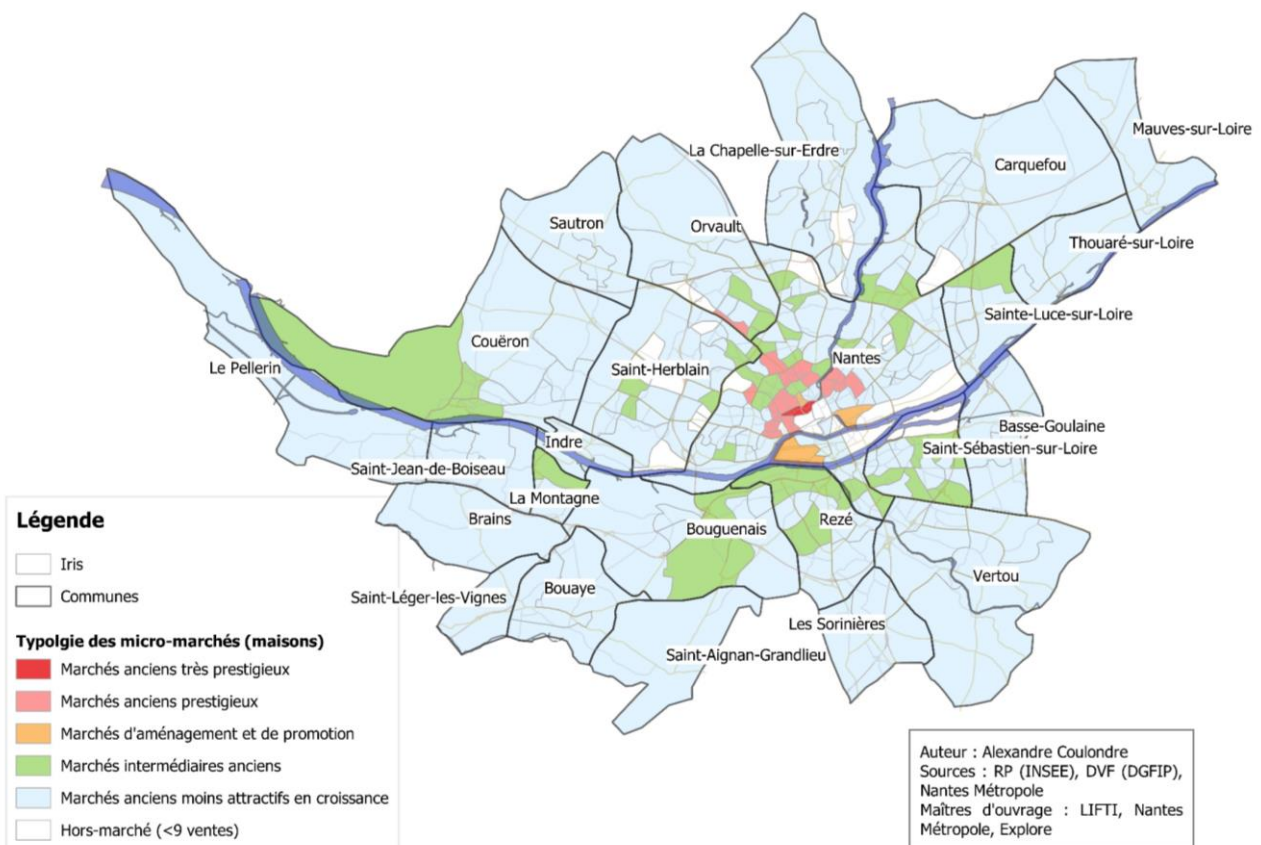 La Chapelle-sur-Erdre
Mauves-sur-Loire
Carquefou
Sautron
Orvault
Thouaré-sur-Loire
Sainte-Luce-sur-Loire
Couëron
Nantes
Le Pellerin
Saint-Herblain
Basse-Goulaine
Indre
Saint-Sébastien-sur-Loire
Saint-Jean-de-Boiseau
La Montagne
Brains
Bouguenais
Rezé
Vertou
Bouaye
Saint-Léger-les-Vignes
Les Sorinières
Saint-Aignan-Grandlieu
Légende
Iris
Communes
Typolgie des micro-marchés (maisons)
Marchés anciens très prestigieux
Marchés anciens prestigieux
Marchés d'aménagement et de promotion
Marchés intermédiaires anciens
Marchés anciens moins attractifs en croissance
Hors-marché (<9 ventes)
Auteur : Alexandre Coulondre
Sources : RP (INSEE), DVF (DGFIP),
Nantes Métropole
Maîtres d'ouvrage : LIFTI, Nantes
Métropole, Explore